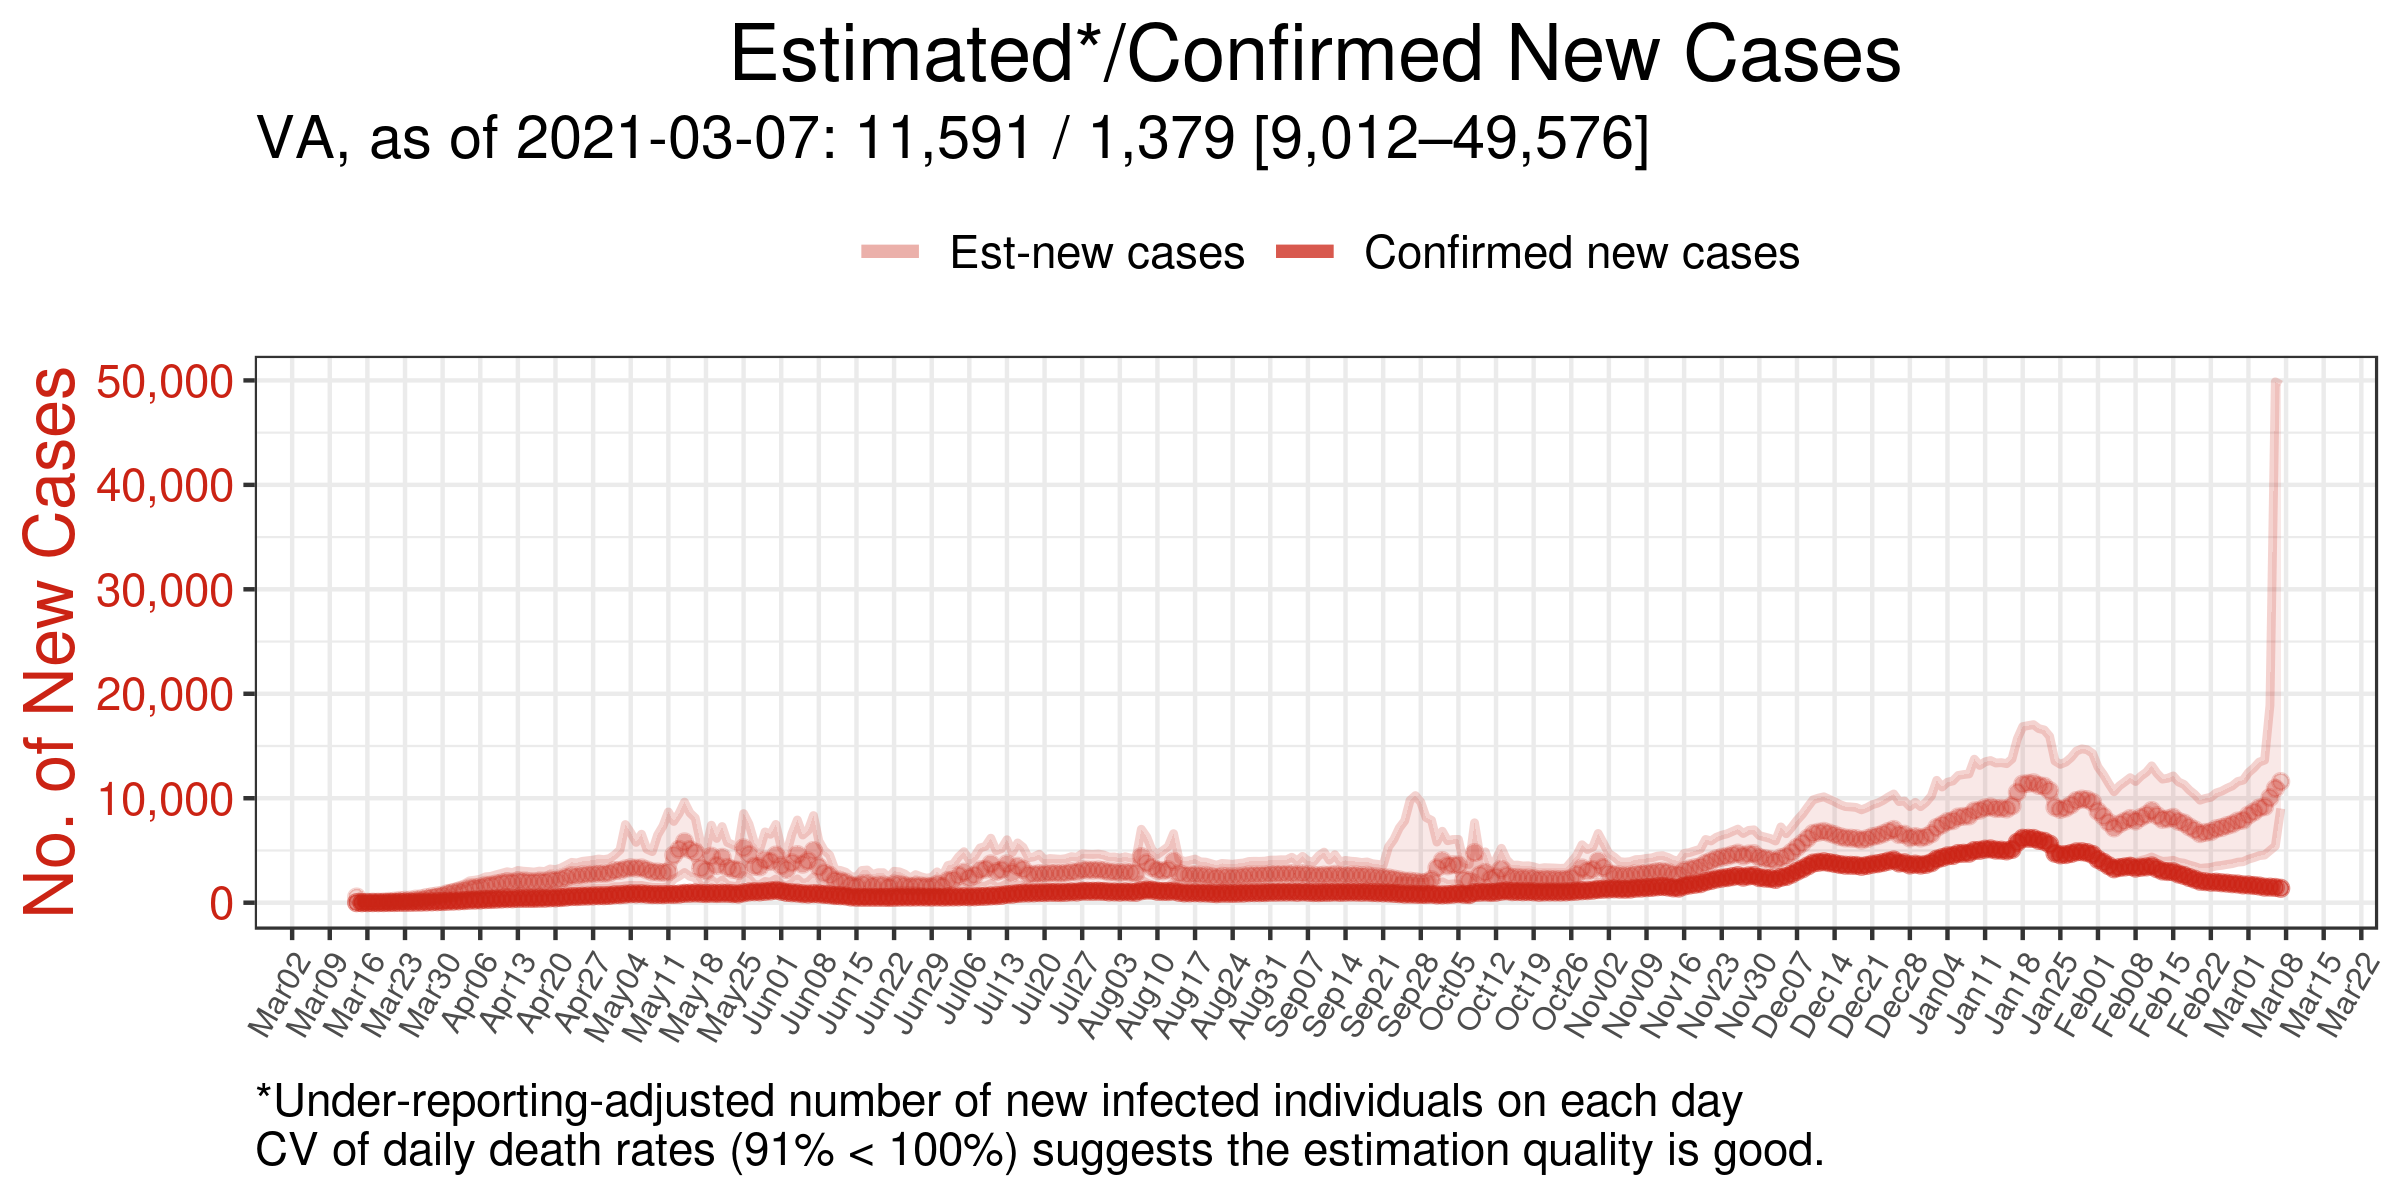 Estimated*/Confirmed New Cases
VA, as of 2021-03-07: 11,591 / 1,379 [9,012–49,576]
Est-new cases
Confirmed new cases
No. of New Cases
50,000
40,000
30,000
20,000
10,000
0
Mar02
Mar09
Mar16
Mar23
Mar30
Apr06
Apr13
Apr20
Apr27
May04
May11
May18
May25
Jun01
Jun08
Jun15
Jun22
Jun29
Jul06
Jul13
Jul20
Jul27
Aug03
Aug10
Aug17
Aug24
Aug31
Sep07
Sep14
Sep21
Sep28
Oct05
Oct12
Oct19
Oct26
Nov02
Nov09
Nov16
Nov23
Nov30
Dec07
Dec14
Dec21
Dec28
Jan04
Jan11
Jan18
Jan25
Feb01
Feb08
Feb15
Feb22
Mar01
Mar08
Mar15
Mar22
*Under-reporting-adjusted number of new infected individuals on each day
CV of daily death rates (91% < 100%) suggests the estimation quality is good.